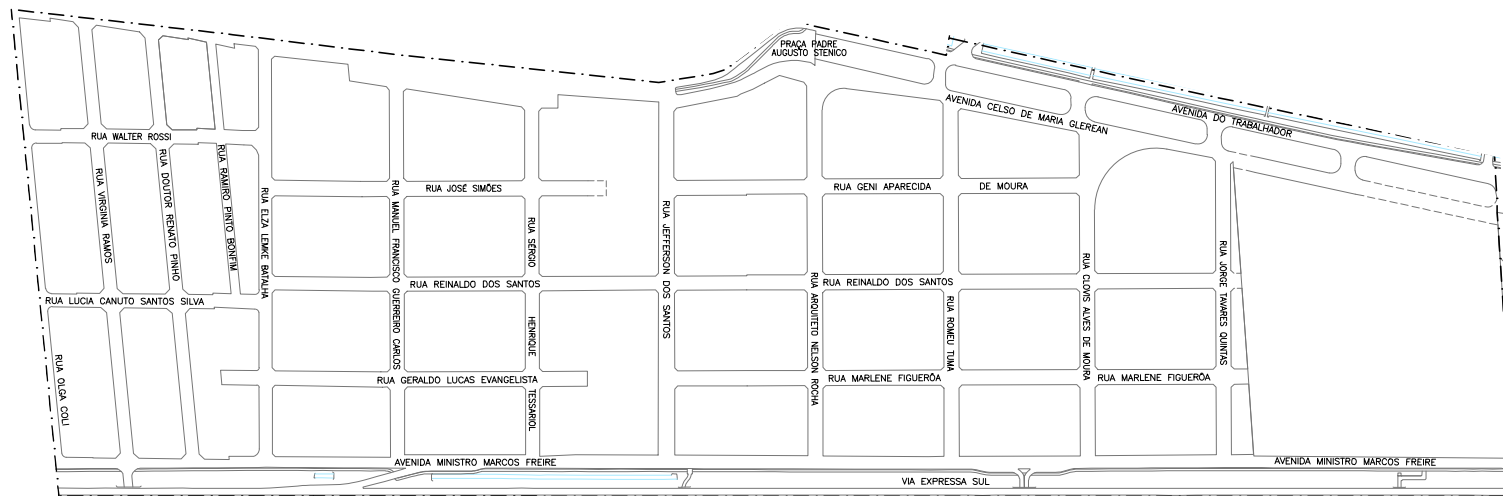 PRAÇA PADRE
AUGUSTO STENICO
AVENIDA CELSO DE MARIA GLEREAN
AVENIDA DO TRABALHADOR
RUA WALTER ROSSI
RUA VIRGINIA RAMOS
RUA DOUTOR RENATO PINHO
RUA RAMIRO PINTO BONFIM
RUA ELZA LEMKE BATALHA
RUA MANUEL FRANCISCO GUERREIRO CARLOS
RUA JOSÉ SIMÕES
RUA SÉRGIO HENRIQUE TESSARIOL
RUA JEFFERSON DOS SANTOS
RUA GENI APARECIDA DE MOURA
RUA REINALDO DOS SANTOS
RUA REINALDO DOS SANTOS
RUA ARQUITETO NELSON ROCHA
RUA ROMEU TUMA
RUA CLOVIS ALVES DE MOURA
RUA JORGE TAVARES QUINTAS
RUA LUCIA CANUTO SANTOS SILVA
RUA OLGA COLI
RUA GERALDO LUCAS EVANGELISTA
RUA MARLENE FIGUERÔA
RUA MARLENE FIGUERÔA
AVENIDA MINISTRO MARCOS FREIRE
AVENIDA MINISTRO MARCOS FREIRE
VIA EXPRESSA SUL